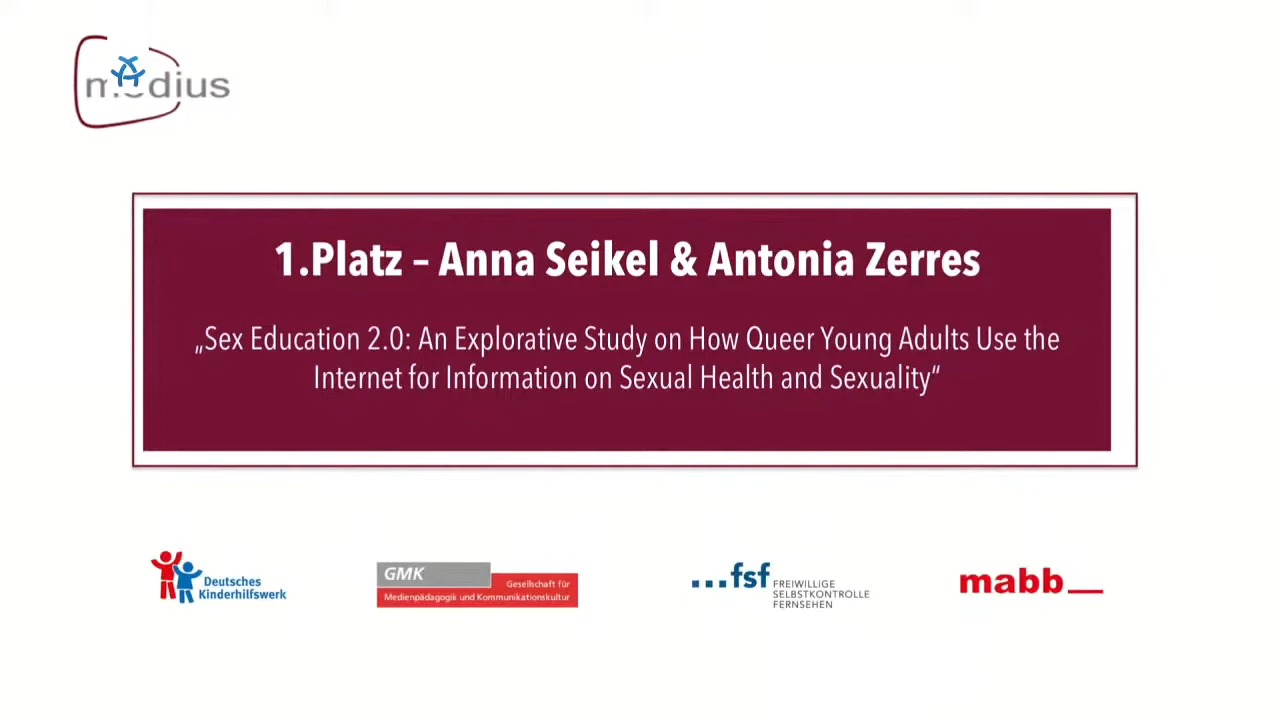 medius
1.Platz – Anna Seikel & Antonia Zerres
„Sex Education 2.0: An Explorative Study on How Queer Young Adults Use the
Internet for Information on Sexual Health and Sexuality“
Deutsches
Kinderhilfswerk
GMK
Gesellschaft für
Medienpädagogik und Kommunikationskultur
...fsf FREIWILLIGE
SELBSTKONTROLLE
FERNSEHEN
mabb